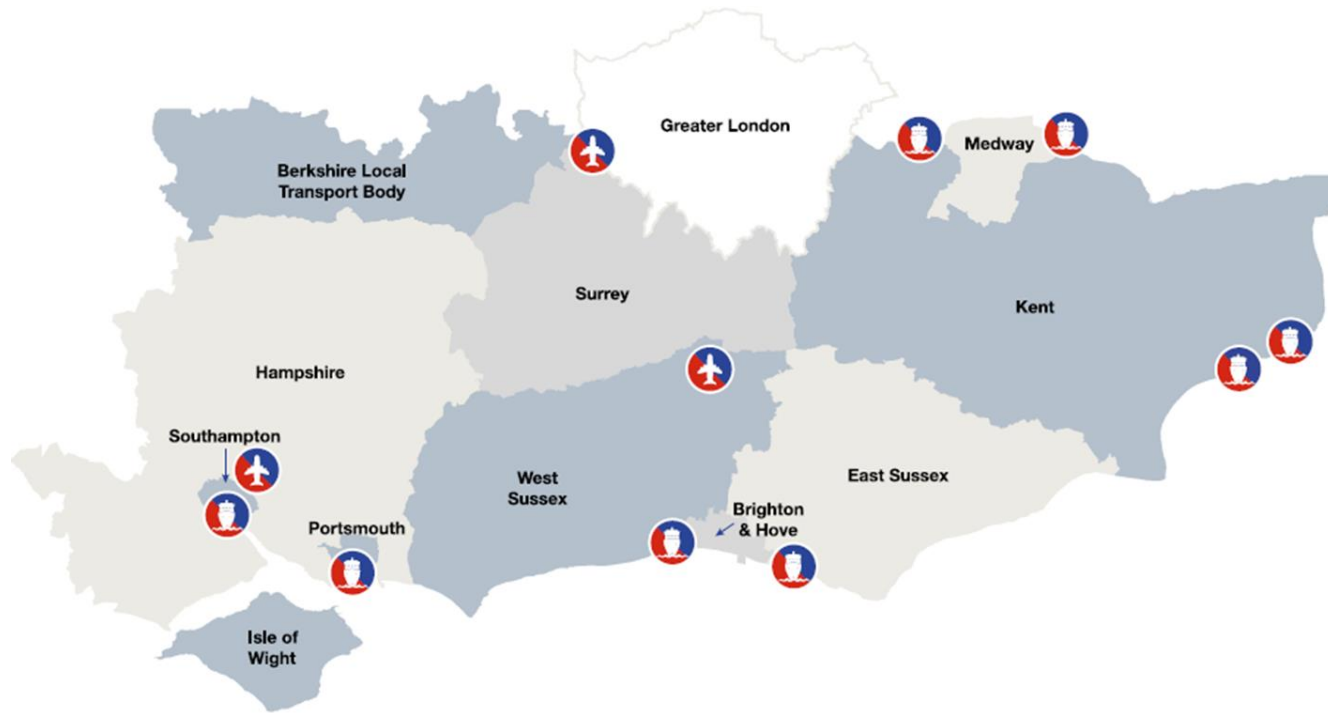 Greater London
Medway
Berkshire Local
Transport Body
Surrey
Kent
Hampshire
Southampton
West
Sussex
East Sussex
Brighton
& Hove
Portsmouth
Isle of
Wight